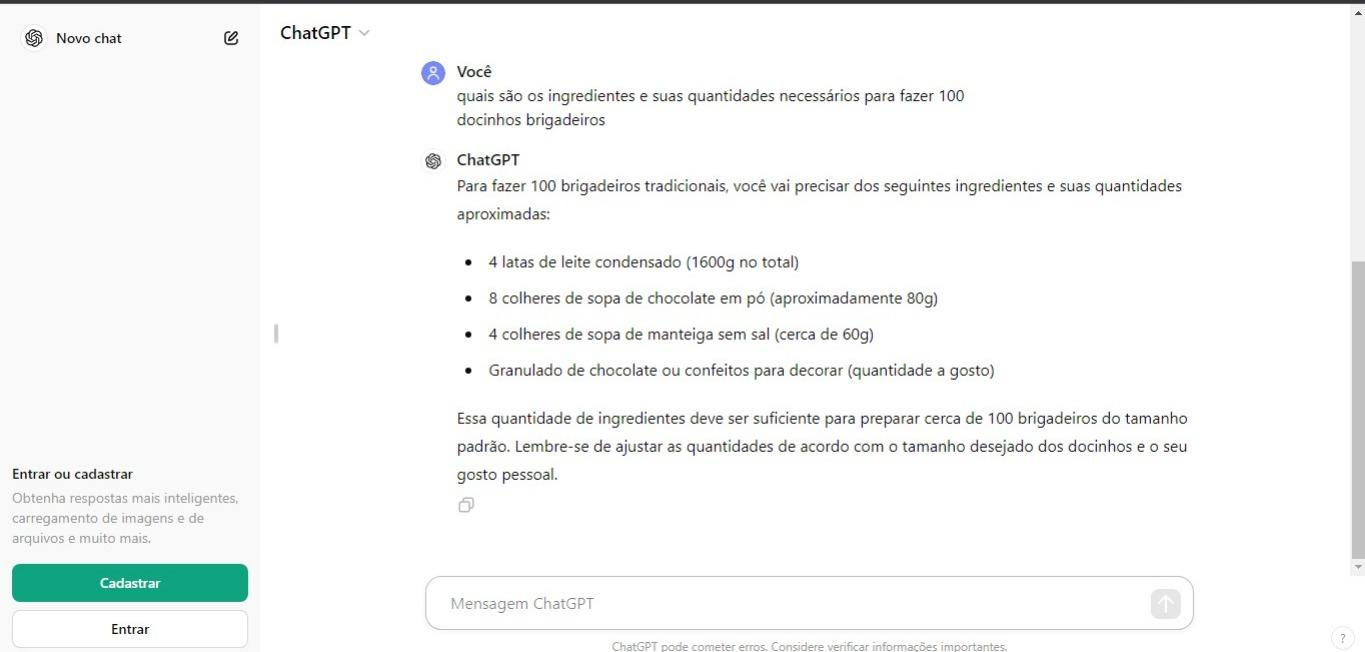 Novo chat
ChatGPT
Você
quais são os ingredientes e suas quantidades necessários para fazer 100
docinhos brigadeiros
ChatGPT
Para fazer 100 brigadeiros tradicionais, você vai precisar dos seguintes ingredientes e suas quantidades
aproximadas:
4 latas de leite condensado (1600g no total)
8 colheres de sopa de chocolate em pó (aproximadamente 80g)
4 colheres de sopa de manteiga sem sal (cerca de 60g)
Granulado de chocolate ou confeitos para decorar (quantidade a gosto)
Essa quantidade de ingredientes deve ser suficiente para preparar cerca de 100 brigadeiros do tamanho
padrão. Lembre-se de ajustar as quantidades de acordo com o tamanho desejado dos docinhos e o seu
gosto pessoal.
Entrar ou cadastrar
Obtenha respostas mais inteligentes,
carregamento de imagens e de
arquivos e muito mais.
Cadastrar
Entrar
Mensagem ChatGPT
ChatGPT pode cometer erros. Considere verificar informações importantes.
?